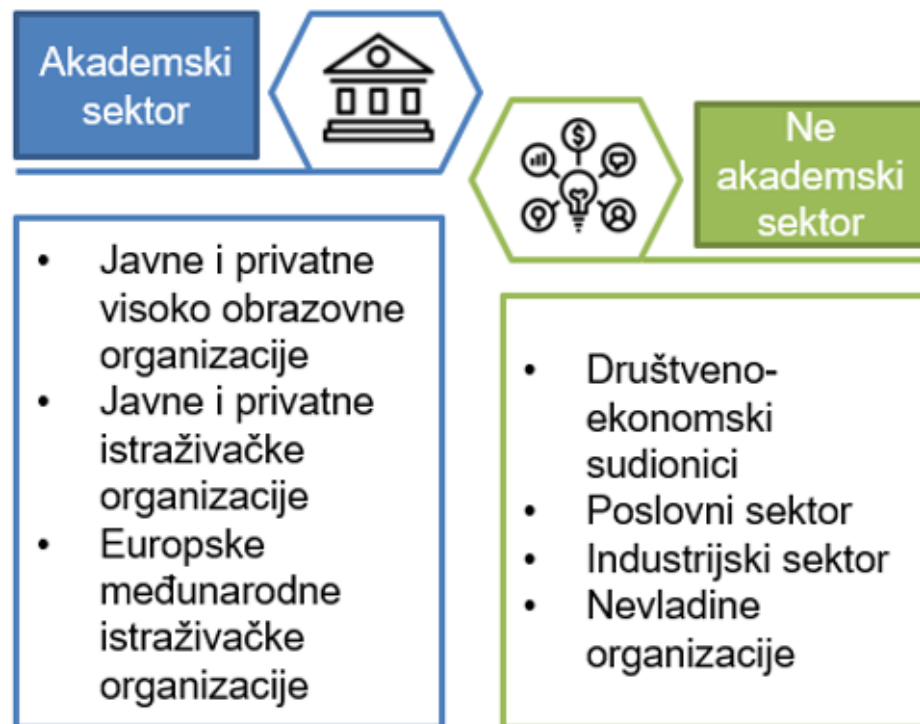 Akademski
sektor
Ne
akademski
sektor
• Javne i privatne
visoko obrazovne
organizacije
• Javne i privatne
istraživačke
organizacije
• Europske
međunarodne
istraživačke
organizacije
• Društveno-
ekonomski
sudionici
• Poslovni sektor
• Industrijski sektor
• Nevladine
organizacije